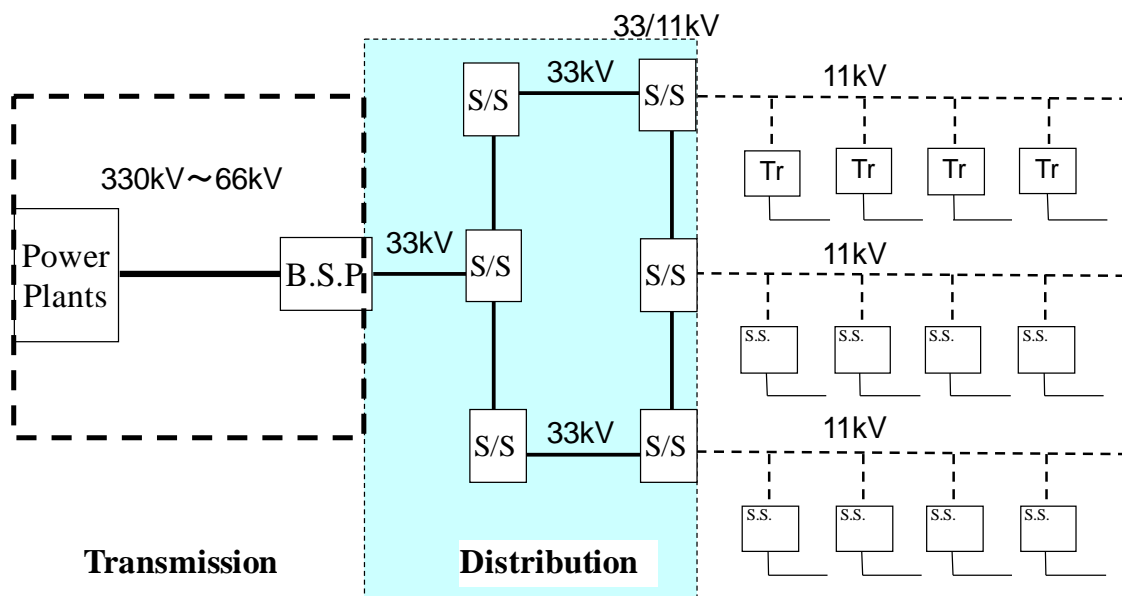 33/11kV
33kV
11kV
S/S
S/S
Tr
Tr
Tr
Tr
330kV～66kV
Power
Plants
B.S.P
33kV
S/S
S/S
11kV
S.S.
S.S.
S.S.
S.S.
33kV
11kV
S/S
S/S
S.S.
S.S.
S.S.
S.S.
Transmission
Distribution